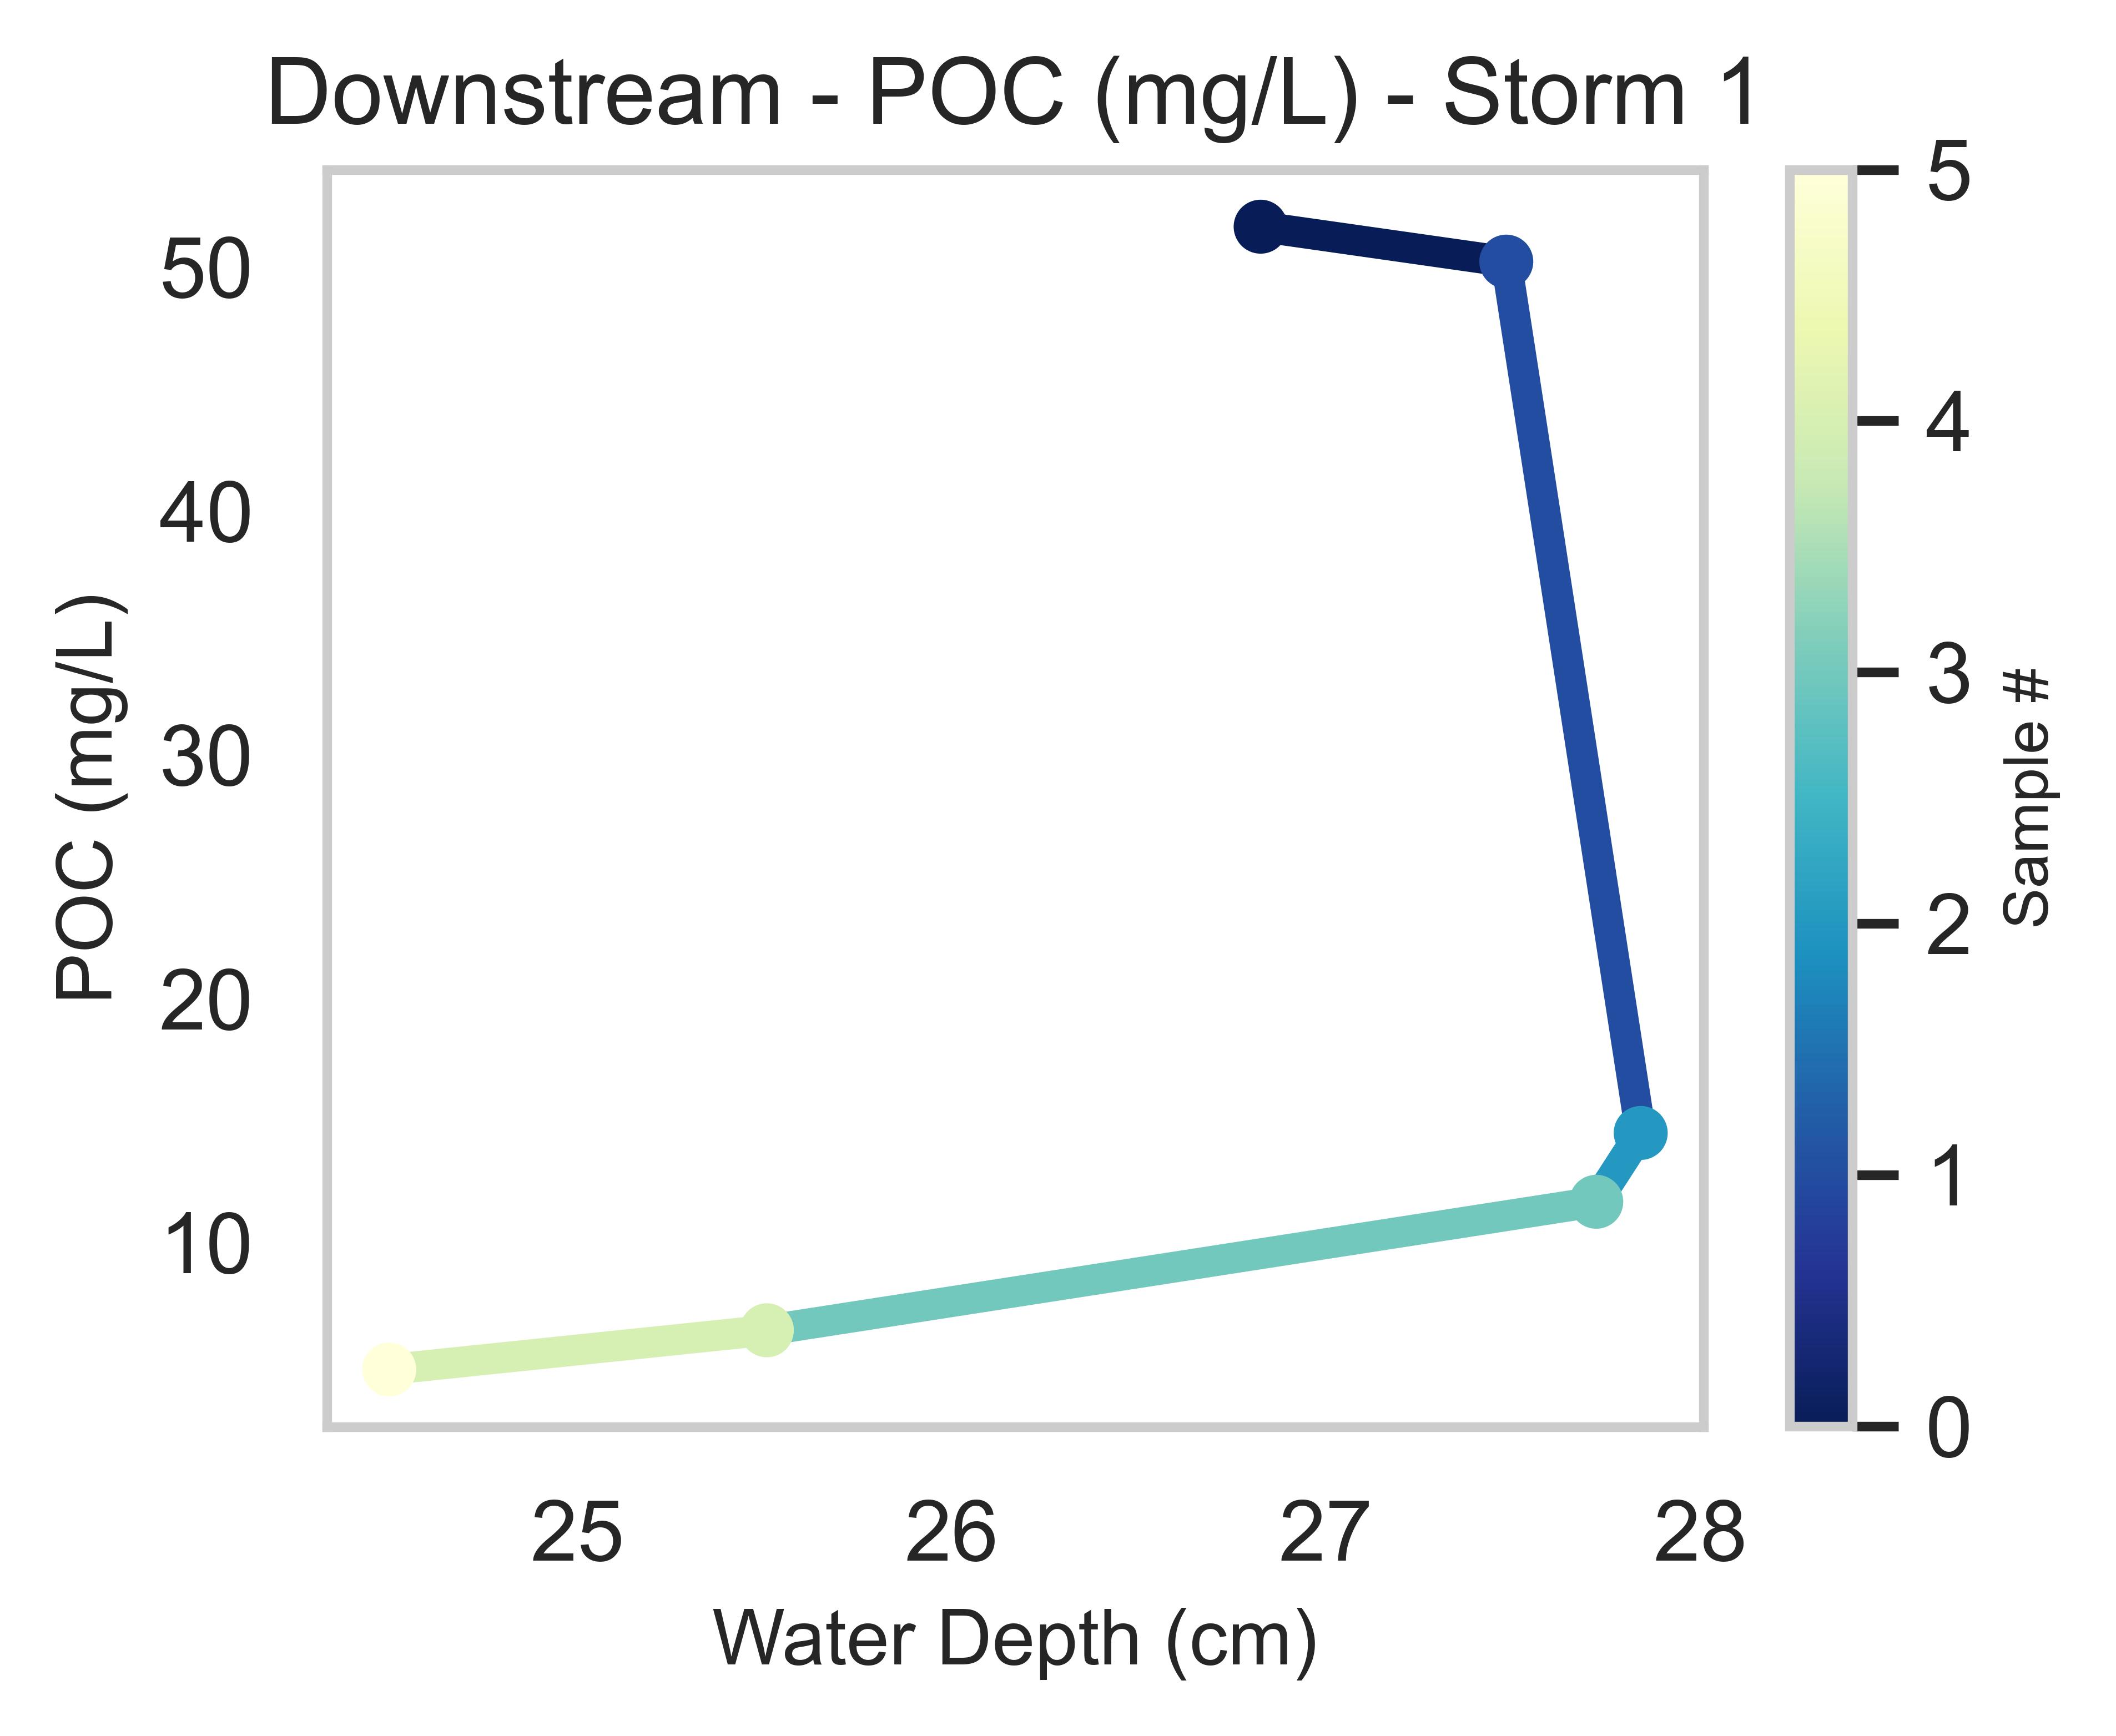 Downstream - POC (mg/L) - Storm 1
POC (mg/L)
50
40
30
20
10
25 26 27 28
Water Depth (cm)
5
4
3
2
1
0
Sample #